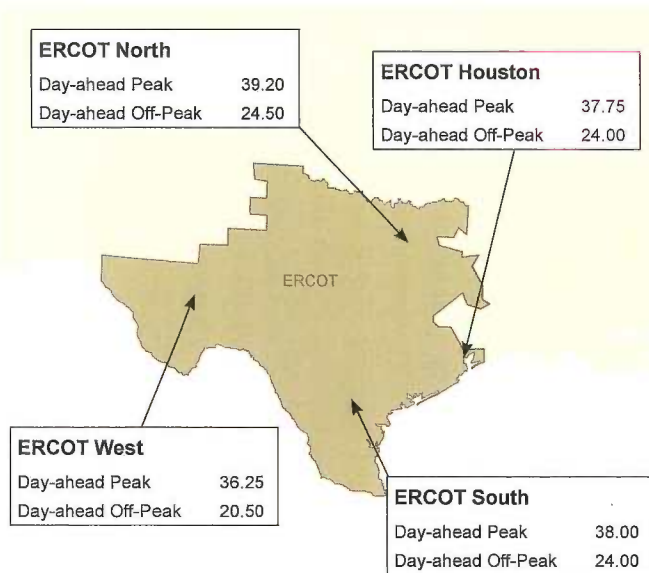 ERCOT North
Day-ahead Peak 39.20
Day-ahead Off-Peak 24.50
ERCOT Houston
Day-ahead Peak 37.75
Day-ahead Off-Peak 24.00
ERCOT
ERCOT West
Day-ahead Peak 36.25
Day-ahead Off-Peak 20.50
ERCOT South
Day-ahead Peak 38.00
Day-ahead Off-Peak 24.00